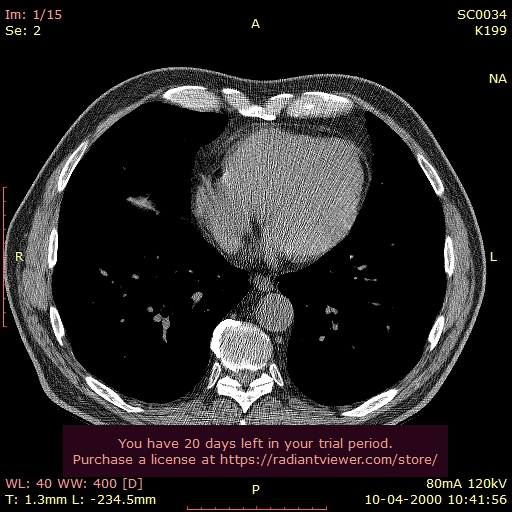 Im: 1/15
Se: 2
A
SC0034
K199
NA
R
L
You have 20 days left in your trial period.
Purchase a license at https://radiantviewer.com/store/
WL: 40 WW: 400 [D]
T: 1.3mm L: -234.5mm
P
80mA 120kV
10-04-2000 10:41:56